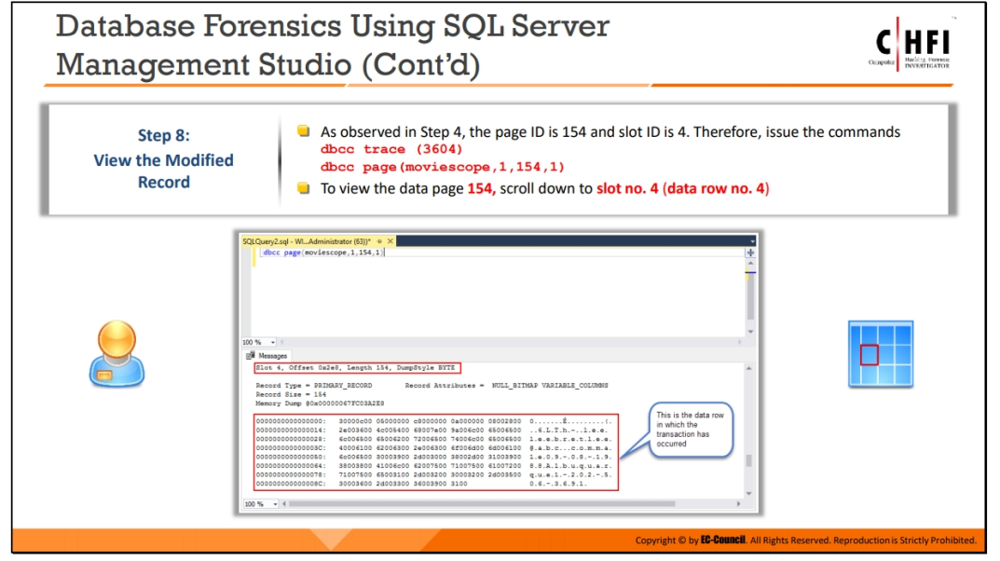 Database Forensics Using SQL Server
Management Studio (Cont'd)
C HFI
Computer Hacking Forensic
INVESTIGATOR
Step 8:
View the Modified
Record
As observed in Step 4, the page ID is 154 and slot ID is 4. Therefore, issue the commands
dbcc trace (3604)
dbcc page(moviescope,1,154,1)
To view the data page 154, scroll down to slot no. 4 (data row no. 4)
SQLQuery2.sql - WI...Administrator (63))*
dbcc page(moviescope,1,154,1)
100 %
Messages
Slot 4, Offset 0x2e8, Length 154, DumpStyle BYTE
Record Type = PRIMARY_RECORD Record Attributes = NULL_BITMAP VARIABLE_COLUMNS
Record Size = 154
Memory Dump @0x00000067FC03A2E8
0000000000000000: 30000c00 05000000 c8000000 0a000000 08002800 0.......È.........(.
0000000000000014: 2e003600 4c005400 68007a00 9a006c00 65006500 ..6.L.T.h.-..l.e.e.
0000000000000028: 6c006500 65006200 72006500 74006c00 65006500 l.e.e.b.r.e.t.l.e.e.
000000000000003C: 40006100 62006300 2e006300 6f006d00 6d006100 @.a.b.c...c.o.m.m.a.
0000000000000050: 6c006500 30003900 2d003000 38002d00 31003900 l.e.0.9.-.0.8.-.1.9.
0000000000000064: 38003800 41006c00 62007500 71007500 61007200 8.8.A.l.b.u.q.u.a.r.
0000000000000078: 71007500 65003100 2d003200 30003200 2d003500 q.u.e.1.-.2.0.2.-.5.
000000000000008C: 30003600 2d003300 36003900 3100 0.6.-.3.6.9.1.
This is the data row
in which the
transaction has
occurred
100 %
Copyright © by EC-Council. All Rights Reserved. Reproduction is Strictly Prohibited.